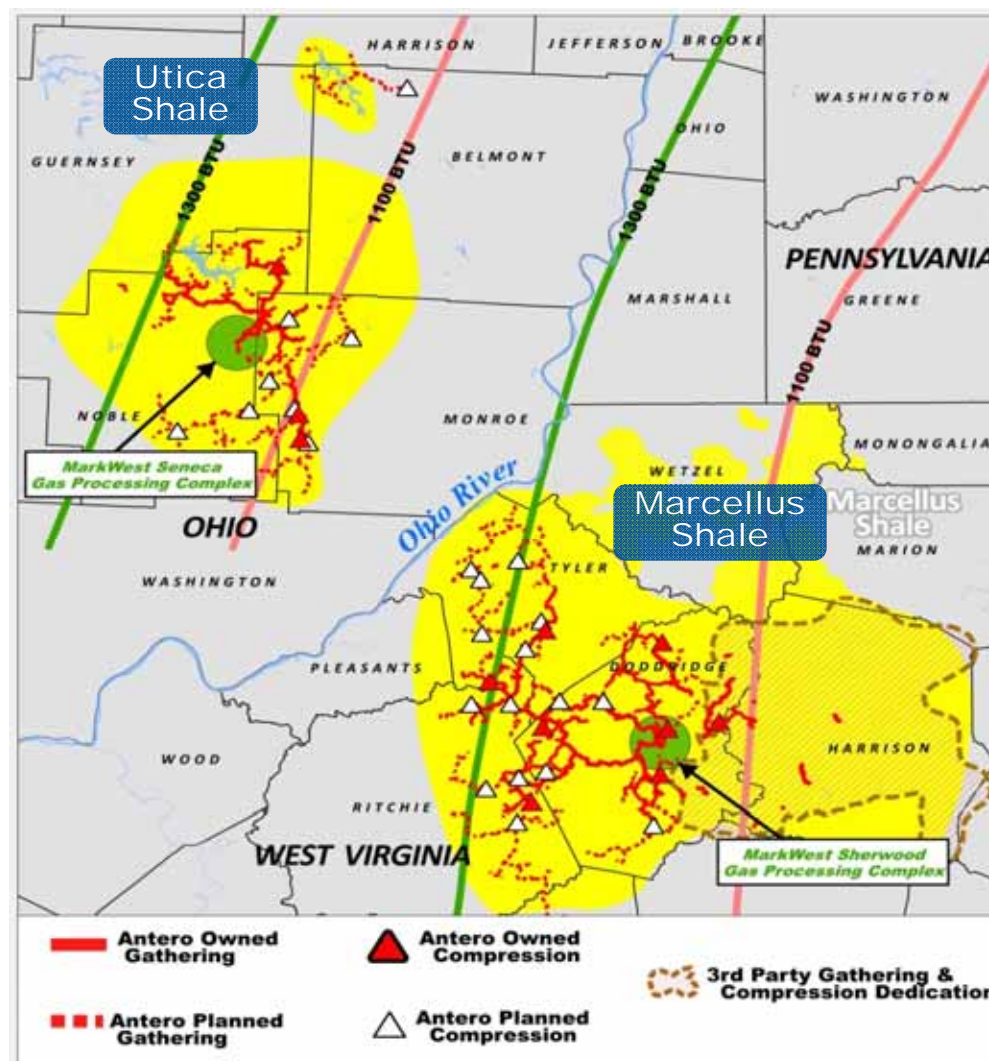 HARRISON
JEFFERSON
BROOKE
Utica
Shale
WASHINGTON
OHIO
GUERNSEY
BELMONT
1300 BTU
1100 BTU
1300 BTU
PENNSYLVANIA
MARSHALL
GREENE
1100 BTU
NOBLE
MONROE
MONONGALIA
MarkWest Seneca
Gas Processing Complex
WETZEL
Ohio River
Marcellus
Shale
Marcellus
Shale
OHIO
MARION
WASHINGTON
TYLER
PLEASANTS
DODDRIDGE
WOOD
HARRISON
RITCHIE
WEST VIRGINIA
MarkWest Sherwood
Gas Processing Complex
Antero Owned
Gathering
Antero Owned
Compression
3rd Party Gathering &
Compression Dedication
Antero Planned
Gathering
Antero Planned
Compression